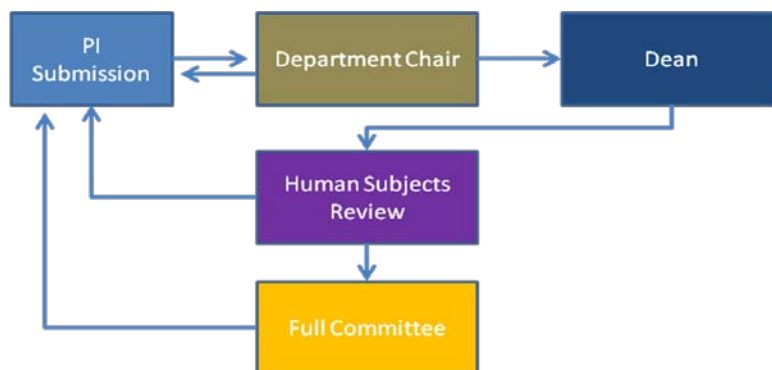 PI
Submission
Department Chair
Dean
Human Subjects
Review
Full Committee